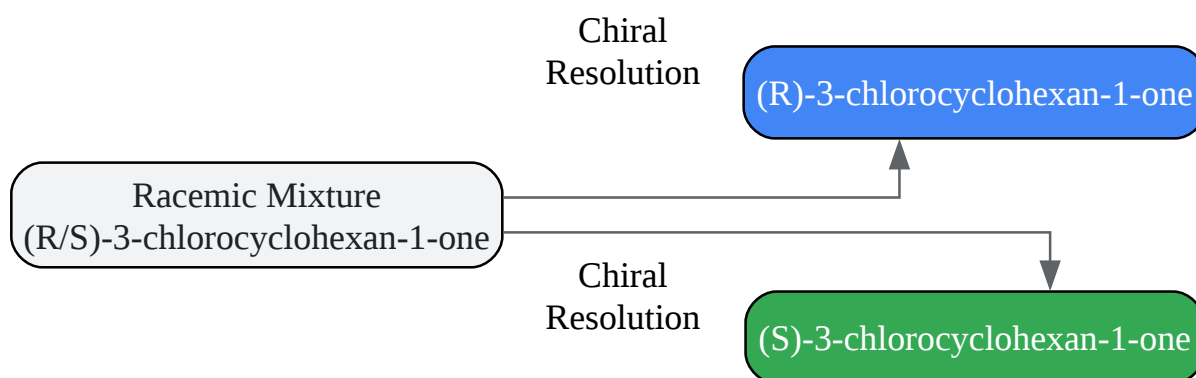 Chiral
Resolution
(R)-3-chlorocyclohexan-1-one
Racemic Mixture
(R/S)-3-chlorocyclohexan-1-one
Chiral
Resolution
(S)-3-chlorocyclohexan-1-one